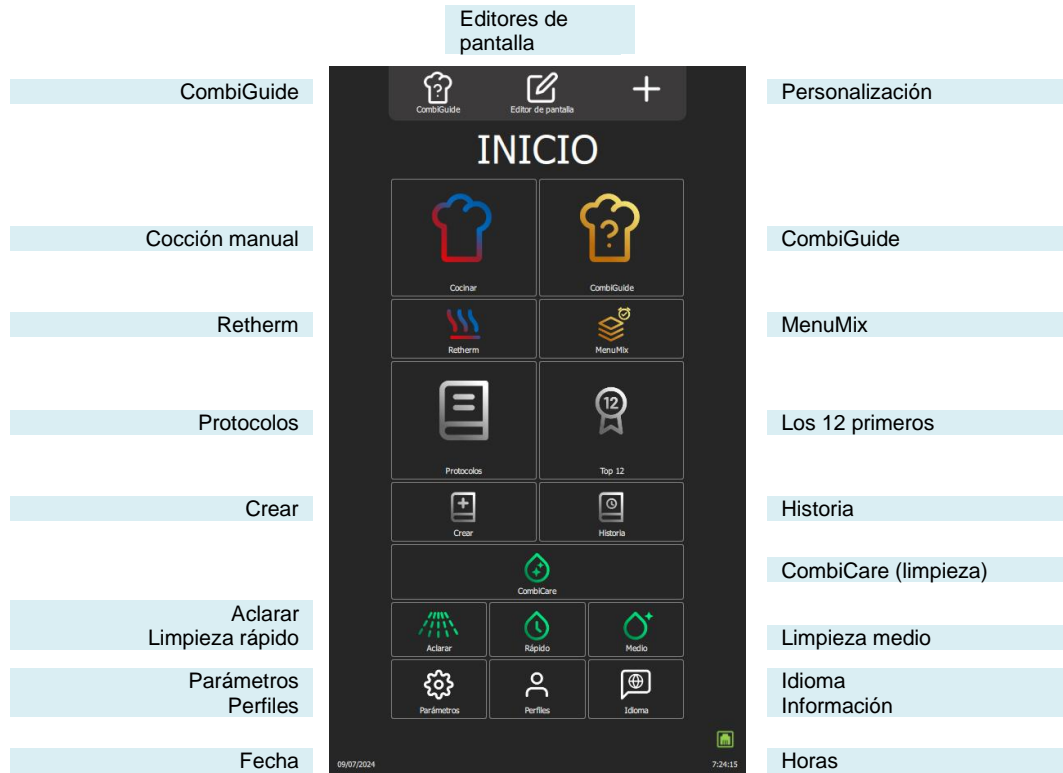 Editores de
pantalla
CombiGuide
Personalización
CombiGuide
Editor de pantalla
INICIO
Cocción manual
CombiGuide
Cocinar
CombiGuide
Retherm
MenuMix
Retherm
MenuMix
Protocolos
Los 12 primeros
12
Protocolos
Top 12
Crear
Historia
Crear
Historia
CombiCare (limpieza)
CombiCare
Aclarar
Limpieza rápido
Limpieza medio
Aclarar
Rápido
Medio
Parámetros
Perfiles
Idioma
Información
Parámetros
Perfiles
Idioma
Fecha
Horas
09/07/2024
7:24:15